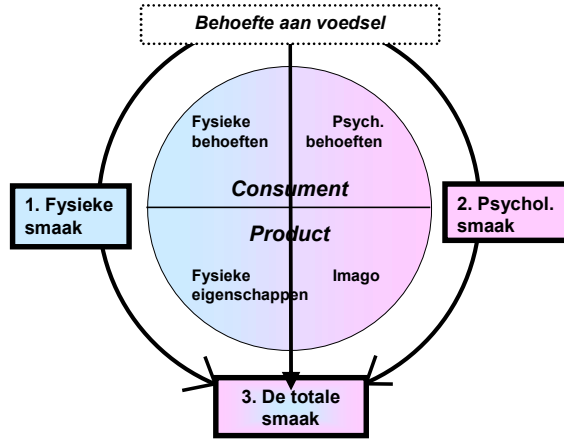 Behoefte aan voedsel
Fysieke
behoeften
Psych.
behoeften
Consument
1. Fysieke
smaak
2. Psychol.
smaak
Product
Fysieke
eigenschappen
Imago
3. De totale
smaak